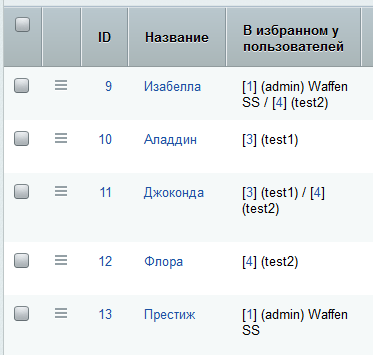 ID Название В избранном у
пользователей
9 Изабелла [1] (admin) Waffen
SS / [4] (test2)
10 Аладдин [3] (test1)
11 Джоконда [3] (test1) / [4]
(test2)
12 Флора [4] (test2)
13 Престиж [1] (admin) Waffen
SS